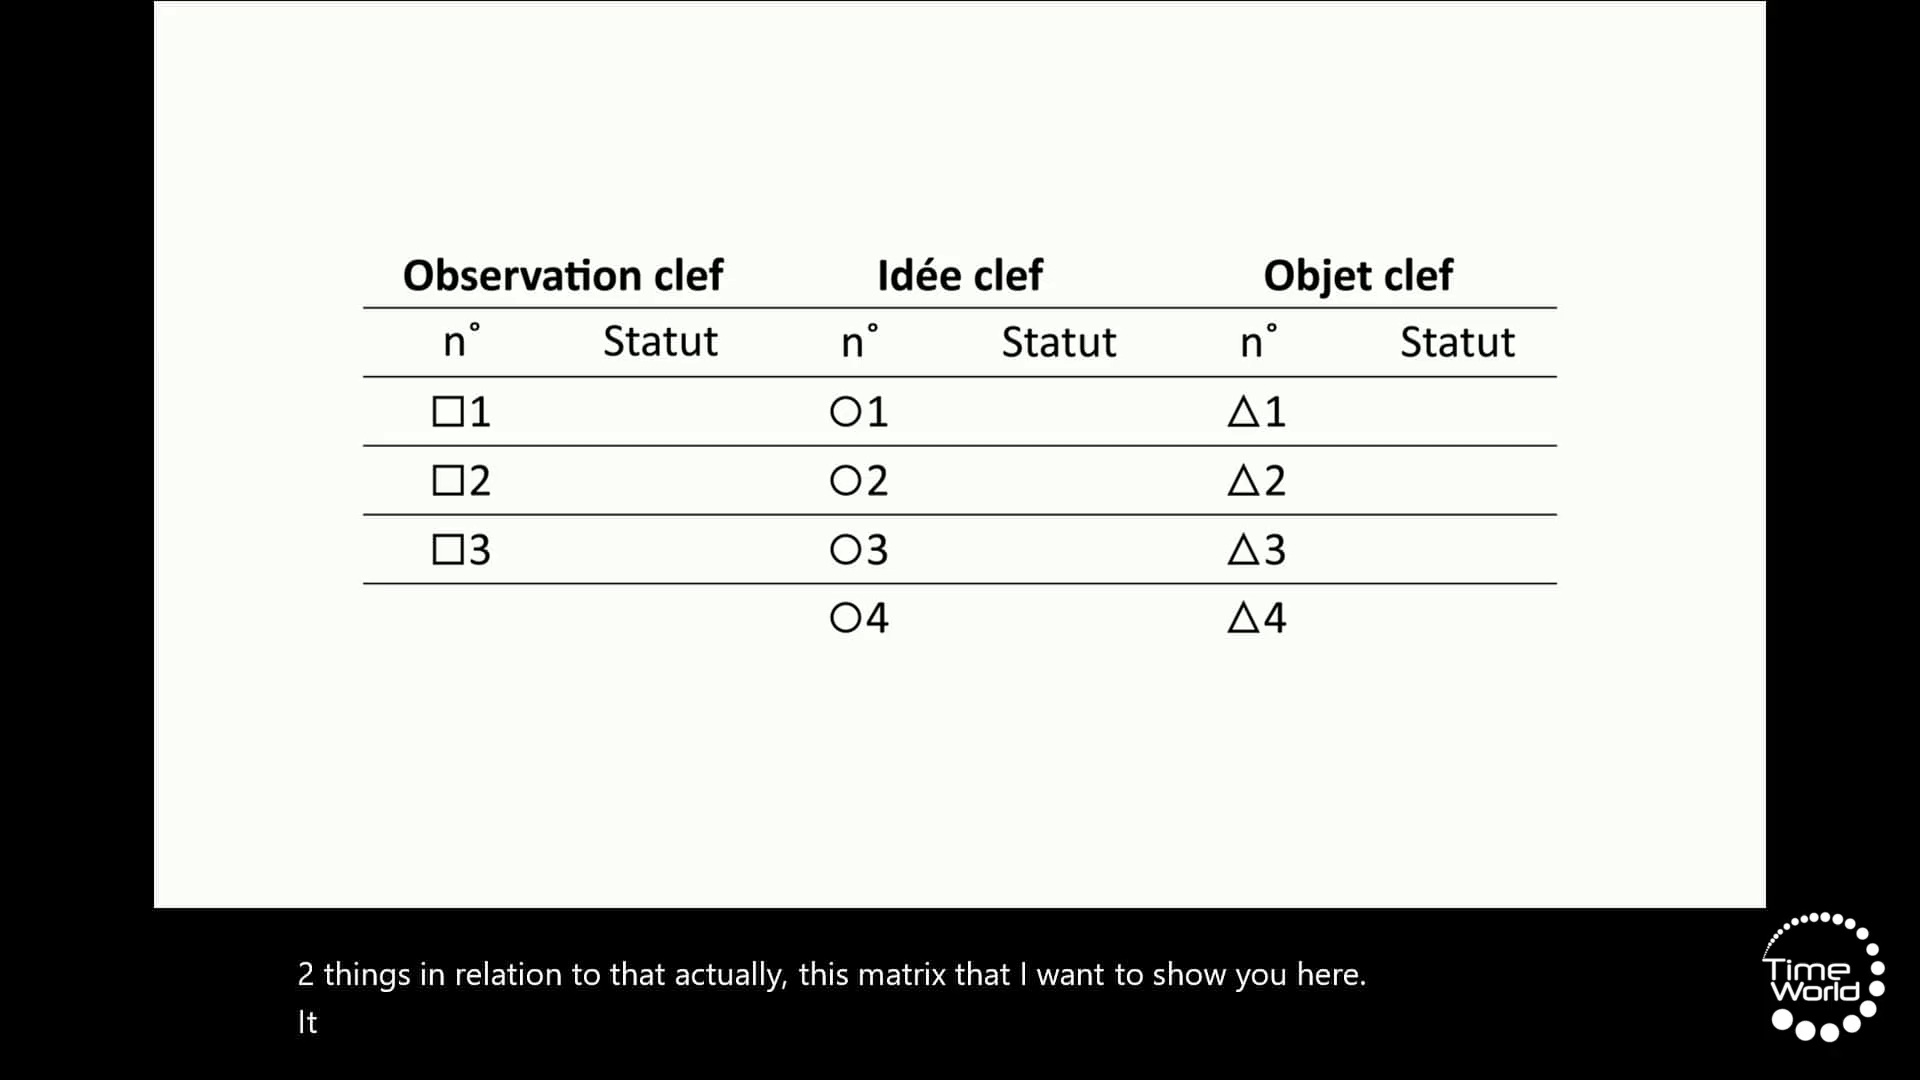 Observation clef Idée clef Objet clef
n° Statut n° Statut n° Statut
□1 ○1 △1
□2 ○2 △2
□3 ○3 △3
○4 △4
2 things in relation to that actually, this matrix that I want to show you here.
It
Time
World